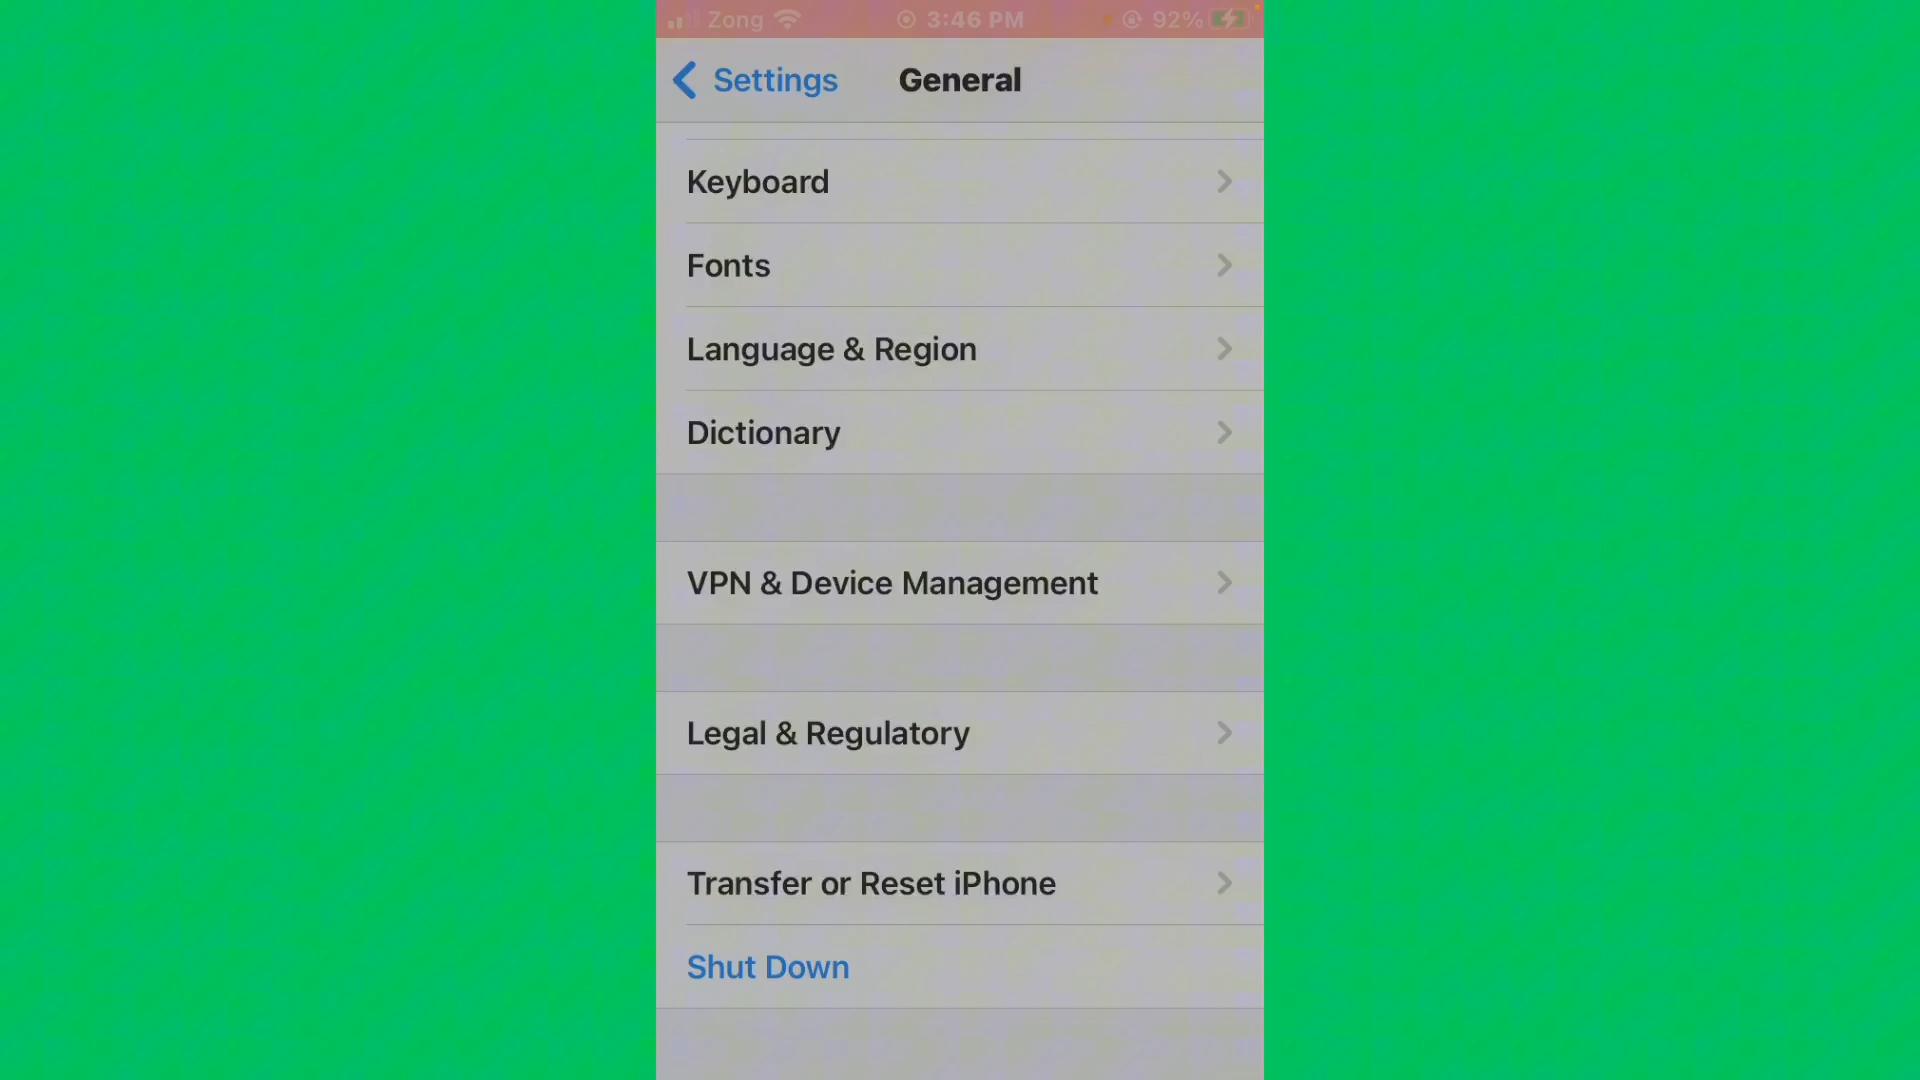 Zong 3:46 PM 92%
Settings General
Keyboard
Fonts
Language & Region
Dictionary
VPN & Device Management
Legal & Regulatory
Transfer or Reset iPhone
Shut Down